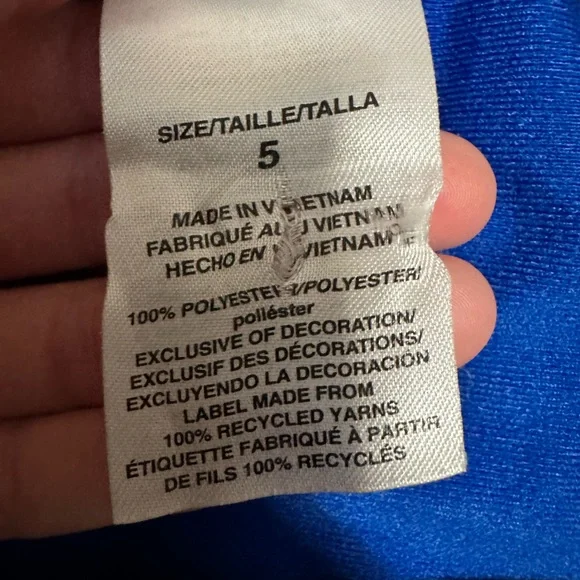 SIZE/TAILLE/TALLA
5
MADE IN VIETNAM
FABRIQUÉ AU VIETNAM
HECHO EN VIETNAM
100% POLYESTER/POLYESTER/
poliéster
EXCLUSIVE OF DECORATION/
EXCLUSIF DES DÉCORATIONS/
EXCLUYENDO LA DECORACIÓN
LABEL MADE FROM
100% RECYCLED YARNS
ÉTIQUETTE FABRIQUÉ À PARTIR
DE FILS 100% RECYCLÉS